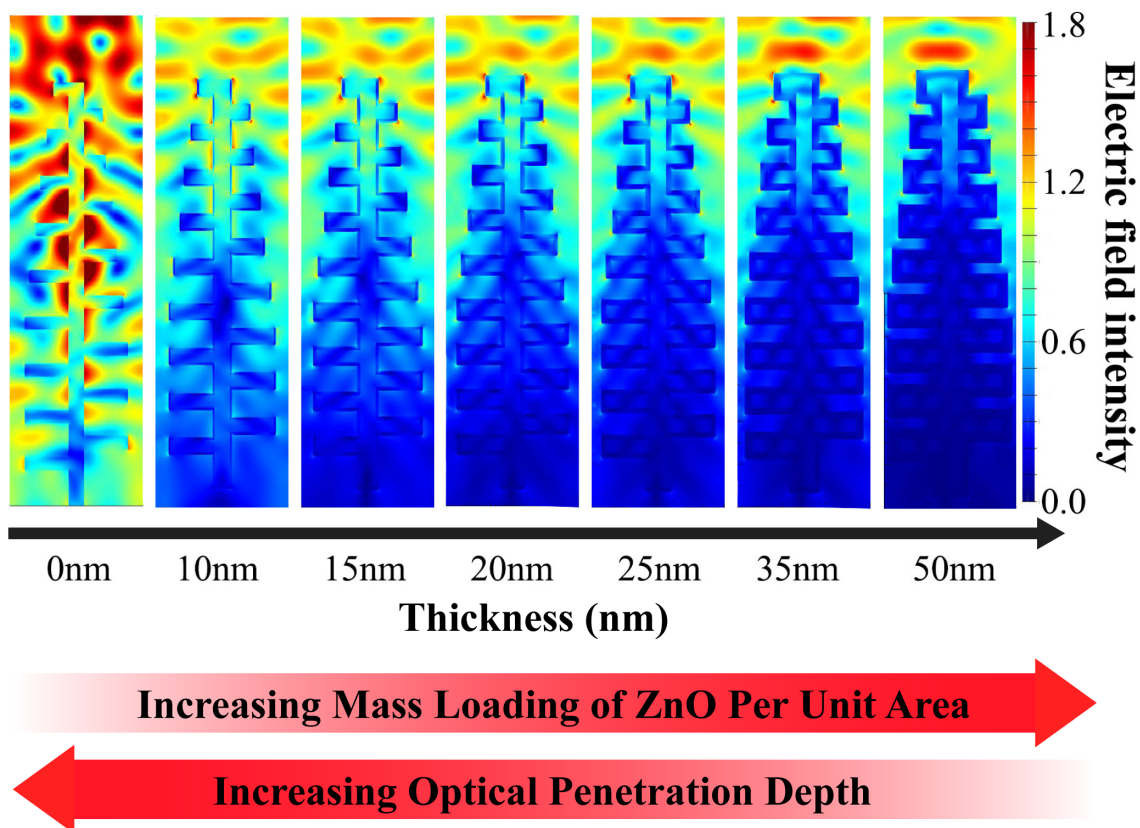 1.8
1.2
0.6
0.0
Electric field intensity
0nm
10nm
15nm
20nm
25nm
35nm
50nm
Thickness (nm)
Increasing Mass Loading of ZnO Per Unit Area
Increasing Optical Penetration Depth